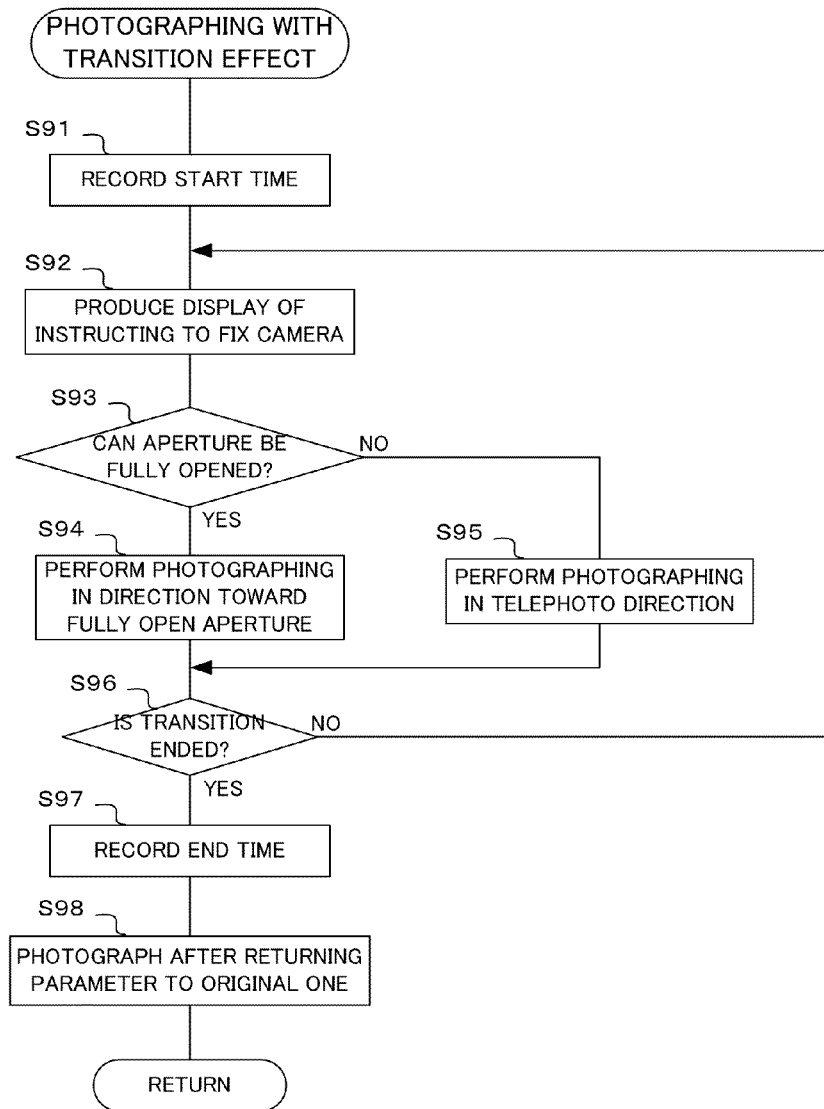 PHOTOGRAPHING WITH
TRANSITION EFFECT
S91
RECORD START TIME
S92
PRODUCE DISPLAY OF
INSTRUCTING TO FIX CAMERA
S93
CAN APERTURE BE
FULLY OPENED?
NO
YES
S94
PERFORM PHOTOGRAPHING
IN DIRECTION TOWARD
FULLY OPEN APERTURE
S95
PERFORM PHOTOGRAPHING
IN TELEPHOTO DIRECTION
S96
IS TRANSITION
ENDED?
NO
YES
S97
RECORD END TIME
S98
PHOTOGRAPH AFTER RETURNING
PARAMETER TO ORIGINAL ONE
RETURN